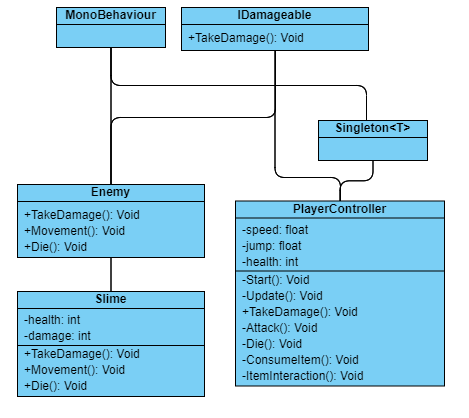 MonoBehaviour
IDamageable
+TakeDamage(): Void
Singleton<T>
Enemy
+TakeDamage(): Void
+Movement(): Void
+Die(): Void
PlayerController
-speed: float
-jump: float
-health: int
-Start(): Void
-Update(): Void
+TakeDamage(): Void
-Attack(): Void
-Die(): Void
-ConsumeItem(): Void
-ItemInteraction(): Void
Slime
-health: int
-damage: int
+TakeDamage(): Void
+Movement(): Void
+Die(): Void